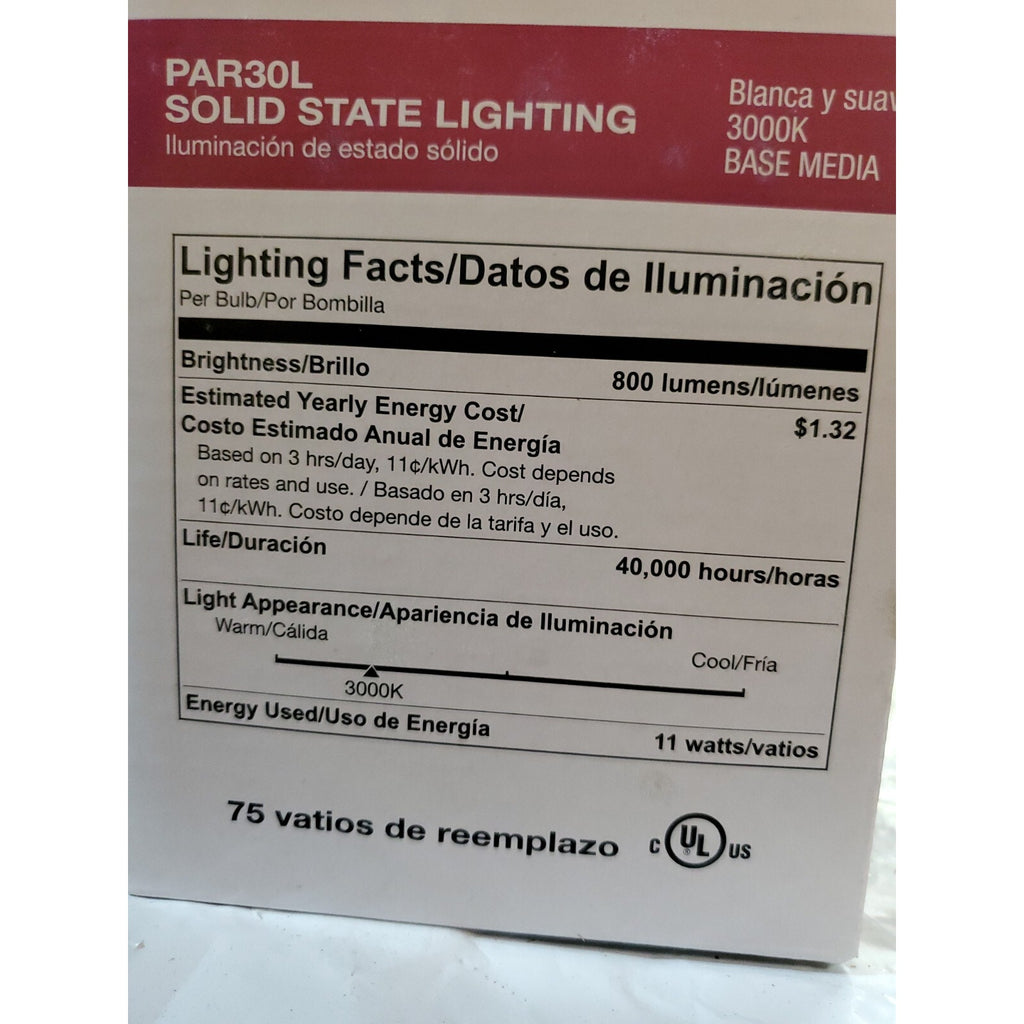 PAR30L
SOLID STATE LIGHTING
Iluminación de estado sólido
Blanca y
3000K
BASE MEDIA
Lighting Facts/Datos de Iluminación
Per Bulb/Por Bombilla
Brightness/Brillo 800 lumens/lúmenes
Estimated Yearly Energy Cost/ $1.32
Costo Estimado Anual de Energía
Based on 3 hrs/day, 11¢/kWh. Cost depends
on rates and use. / Basado en 3 hrs/día,
11¢/kWh. Costo depende de la tarifa y el uso.
Life/Duración 40,000 hours/horas
Light Appearance/Apariencia de Iluminación
Warm/Cálida Cool/Fría
3000K
Energy Used/Uso de Energía 11 watts/vatios
75 vatios de reemplazo C UL® US